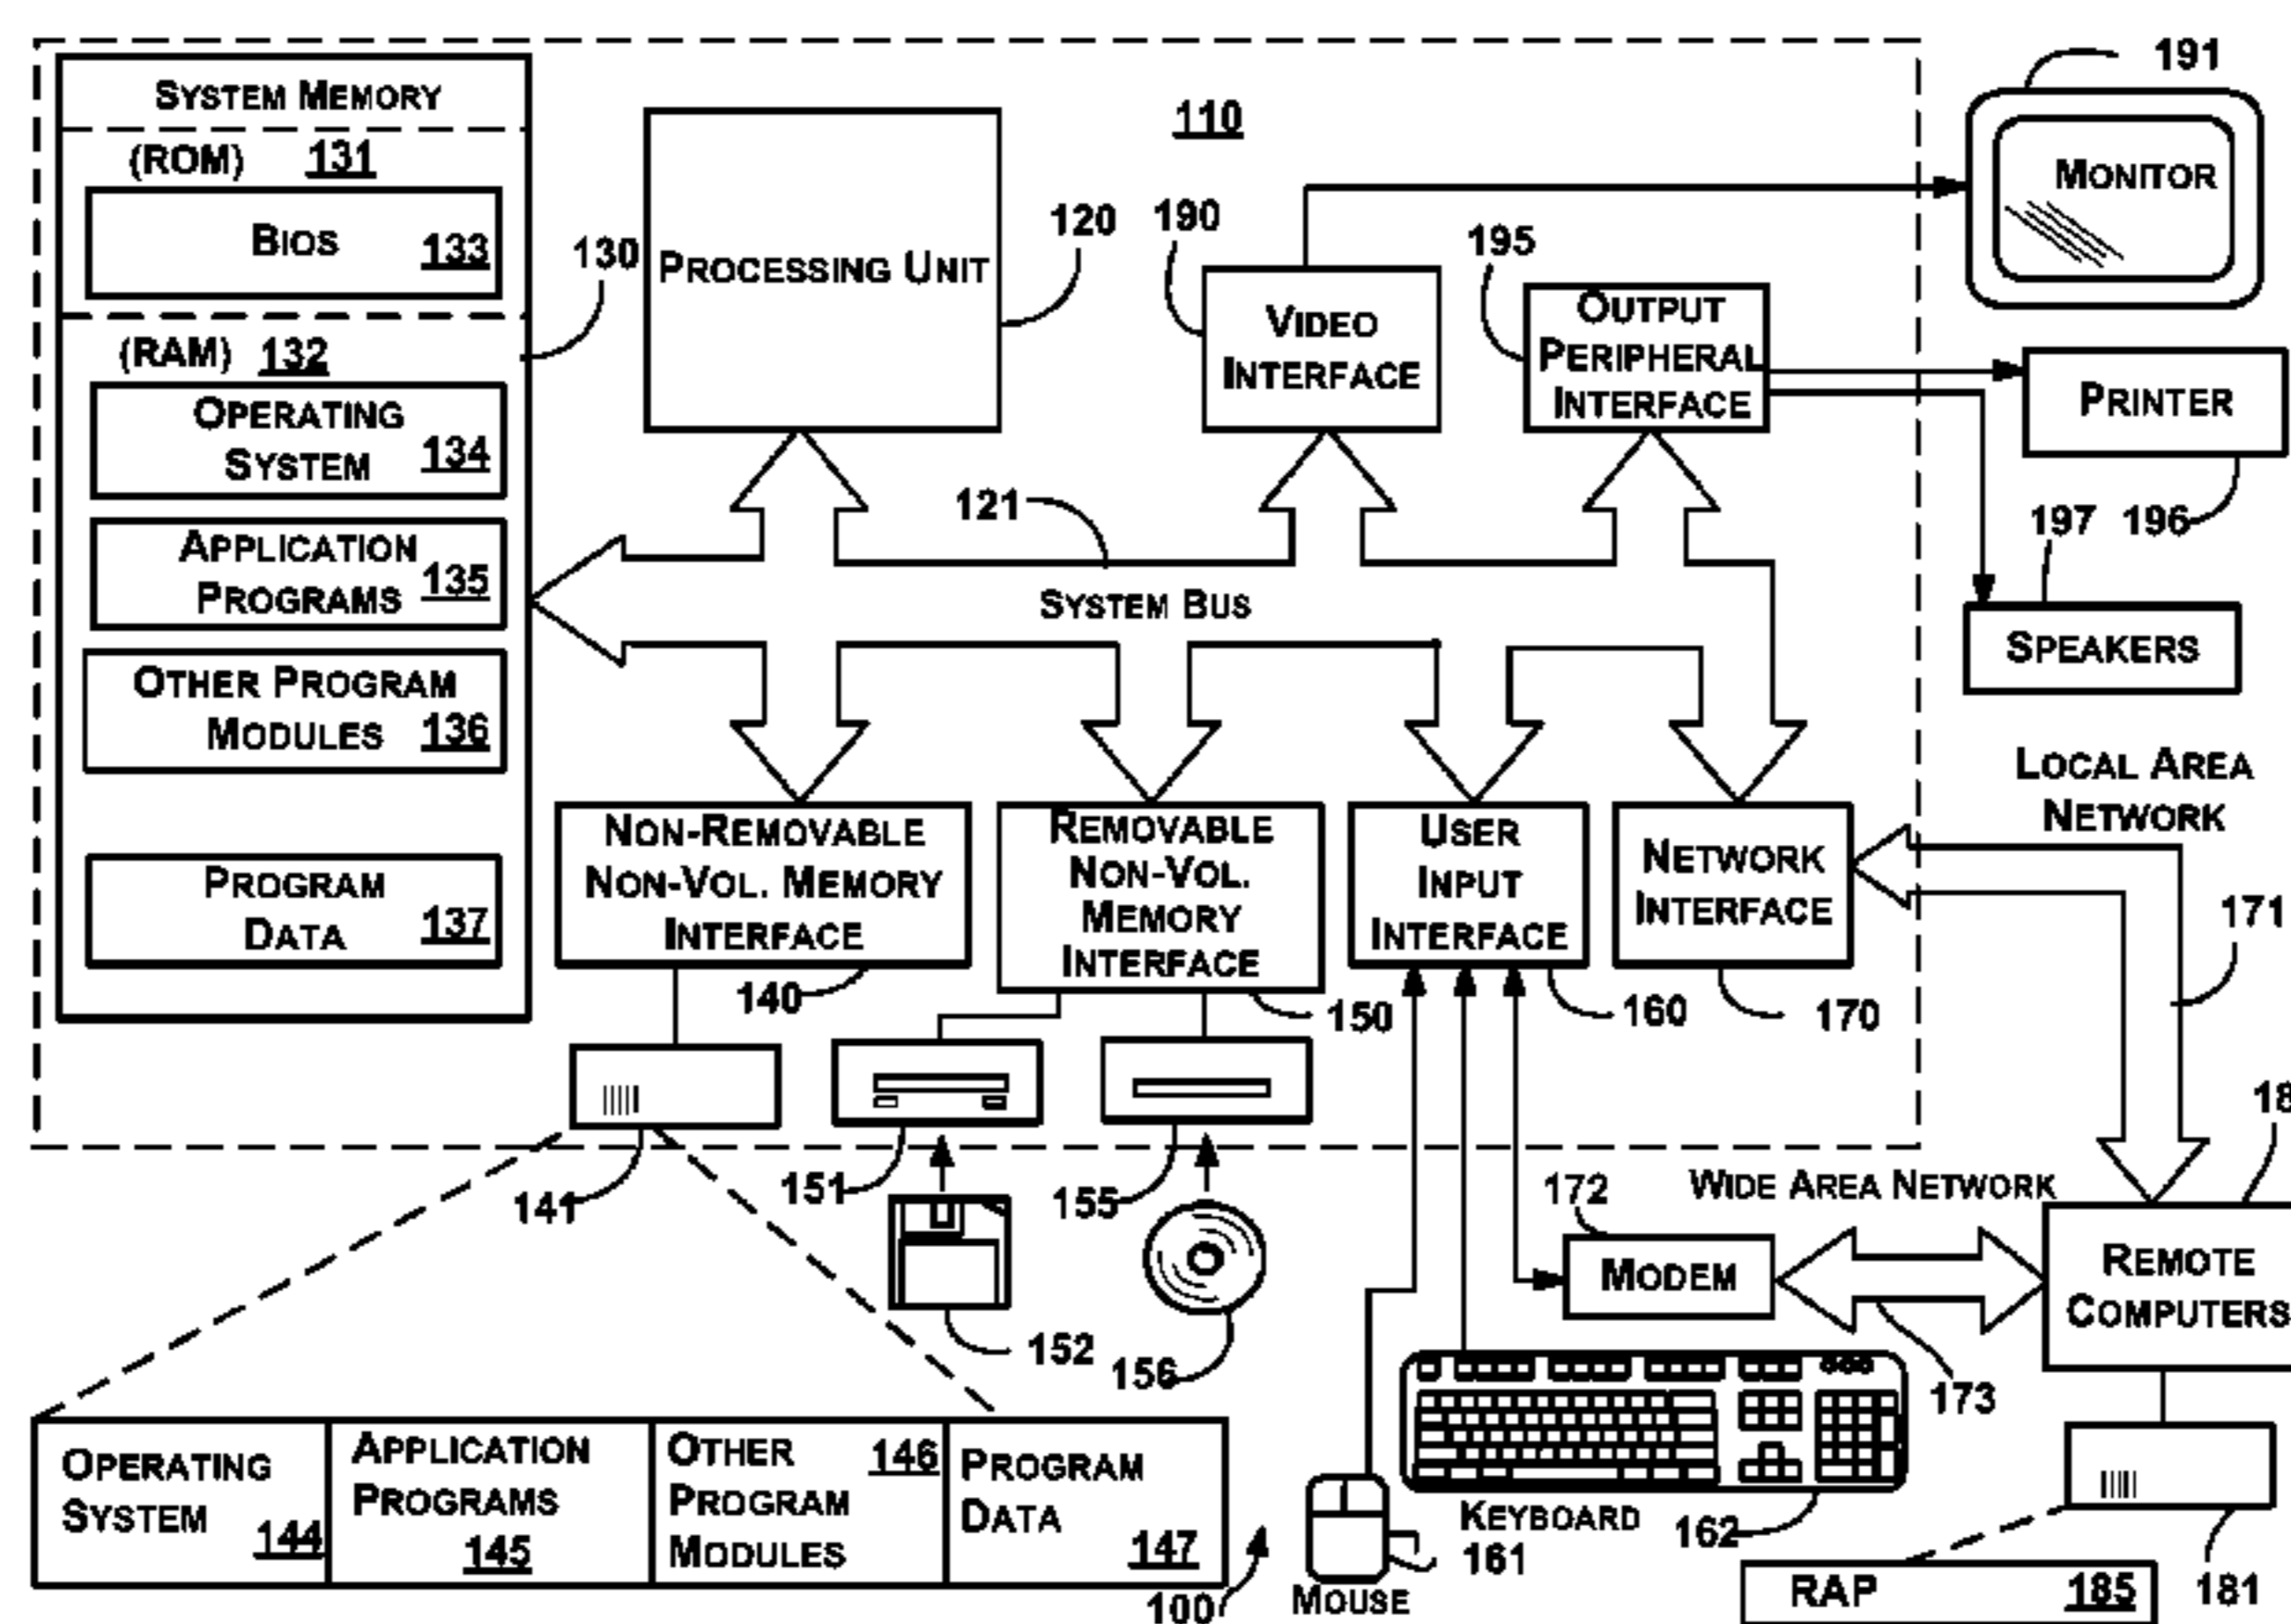 SYSTEM MEMORY
(ROM) 131
BIOS 133
130
(RAM) 132
OPERATING
SYSTEM 134
APPLICATION
PROGRAMS 135
OTHER PROGRAM
MODULES 136
PROGRAM
DATA 137
PROCESSING UNIT
120
110
190
VIDEO
INTERFACE
195
OUTPUT
PERIPHERAL
INTERFACE
191
MONITOR
PRINTER
197 196
SPEAKERS
121
SYSTEM BUS
NON-REMOVABLE
NON-VOL. MEMORY
INTERFACE
140
REMOVABLE
NON-VOL.
MEMORY
INTERFACE
150
USER
INPUT
INTERFACE
160
NETWORK
INTERFACE
170
LOCAL AREA
NETWORK
171
141
151
155
152
156
172
WIDE AREA NETWORK
MODEM
173
18
REMOTE
COMPUTERS
OPERATING
SYSTEM 144
APPLICATION
PROGRAMS
145
OTHER 146
PROGRAM
MODULES
PROGRAM
DATA
147
100
MOUSE
161
KEYBOARD
162
RAP 185
181